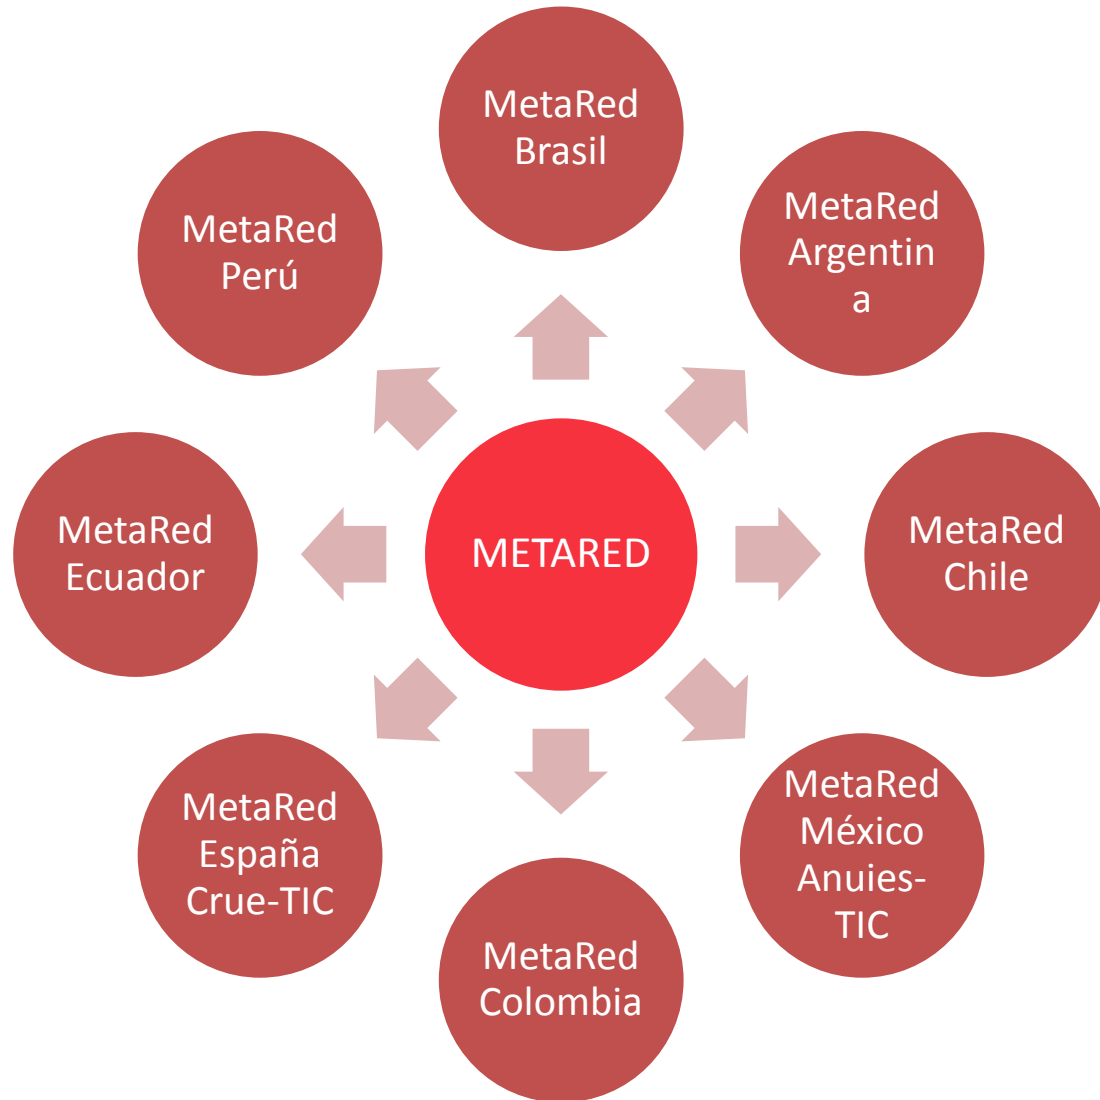 MetaRed
Brasil
MetaRed
Argentin
a
MetaRed
Chile
MetaRed
México
Anuies-
TIC
MetaRed
Colombia
MetaRed
España
Crue-TIC
MetaRed
Ecuador
MetaRed
Perú
METARED